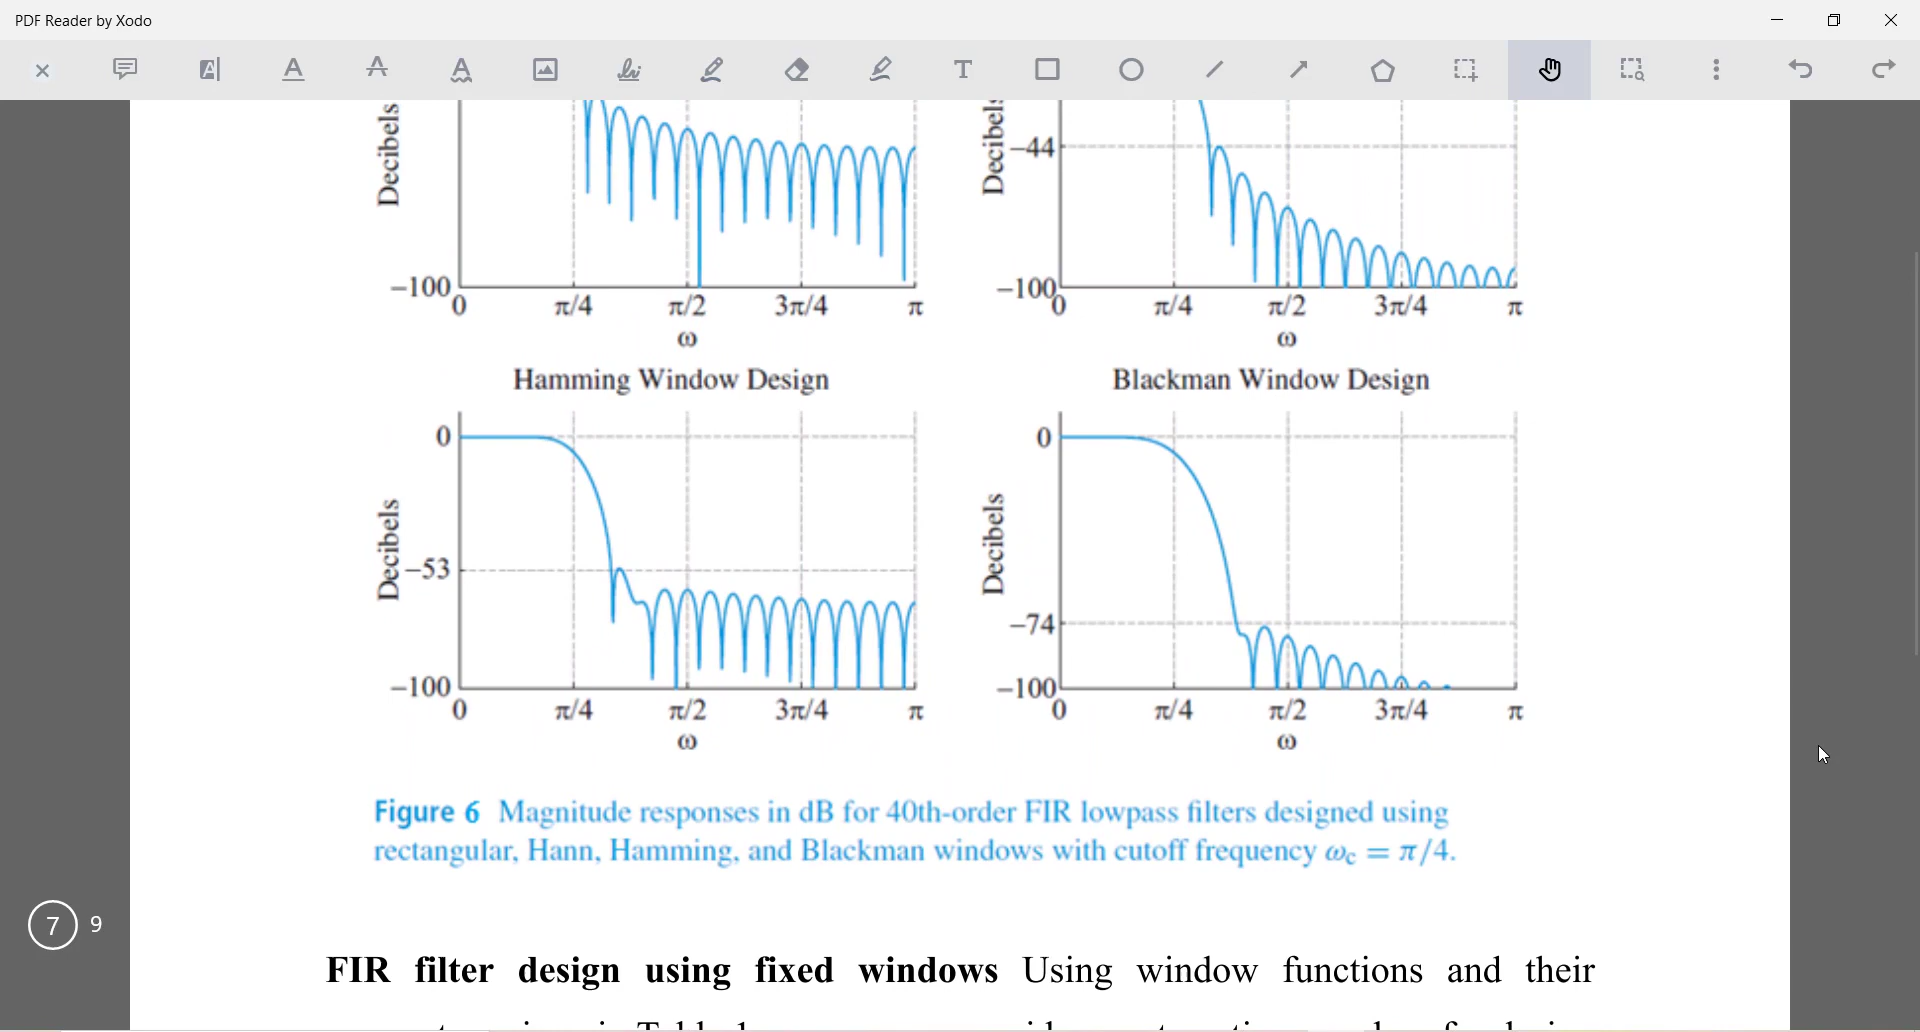 PDF Reader by Xodo
Decibels
−100
0 π/4 π/2 3π/4 π
ω
Decibels
−44
−100
0 π/4 π/2 3π/4 π
ω
Hamming Window Design
0
Decibels
−53
−100
0 π/4 π/2 3π/4 π
ω
Blackman Window Design
0
Decibels
−74
−100
0 π/4 π/2 3π/4 π
ω
Figure 6 Magnitude responses in dB for 40th-order FIR lowpass filters designed using
rectangular, Hann, Hamming, and Blackman windows with cutoff frequency ωc = π/4.
7 9
FIR filter design using fixed windows Using window functions and their